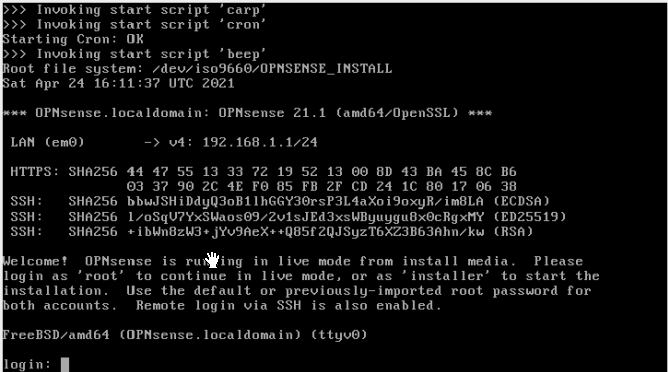 >>> Invoking start script 'carp'
>>> Invoking start script 'cron'
Starting Cron: OK
>>> Invoking start script 'beep'
Root file system: /dev/iso9660/OPNSENSE_INSTALL
Sat Apr 24 16:11:37 UTC 2021
*** OPNsense.localdomain: OPNsense 21.1 (amd64/OpenSSL) ***
LAN (em0) -> v4: 192.168.1.1/24
HTTPS: SHA256 44 47 55 13 33 72 19 52 13 00 8D 43 BA 45 8C B6
03 37 90 2C 4E F0 85 FB 2F CD 24 1C 80 17 06 38
SSH: SHA256 bbwJSHiDdyQ3oB1lhGGY30rsP3L4aXoi9oxyR/im8LA (ECDSA)
SSH: SHA256 l/oSqV7YxSWaos09/2v1sJEd3xsWByuygu8x0cRgxMY (ED25519)
SSH: SHA256 +ibWn8zW3+jYv9AeX++Q85f2QJSyzT6XZ3B63Ahn/kw (RSA)
Welcome! OPNsense is running in live mode from install media. Please
login as 'root' to continue in live mode, or as 'installer' to start the
installation. Use the default or previously-imported root password for
both accounts. Remote login via SSH is also enabled.
FreeBSD/amd64 (OPNsense.localdomain) (ttyv0)
login: